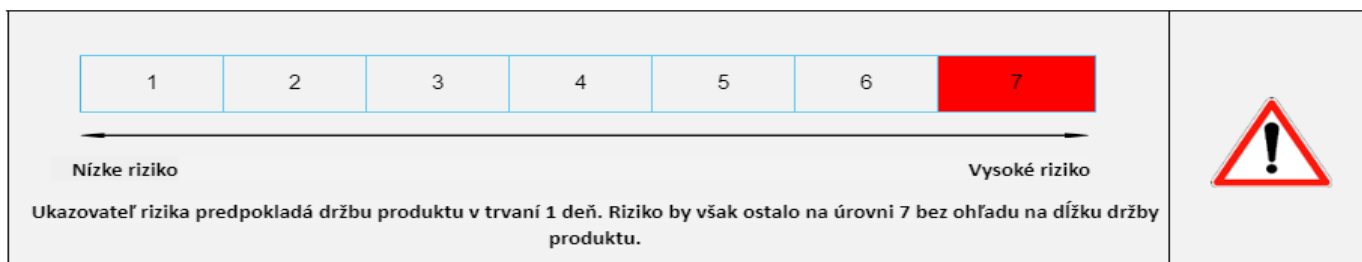 1 2 3 4 5 6 7
Nízke riziko Vysoké riziko
Ukazovateľ rizika predpokladá držbu produktu v trvaní 1 deň. Riziko by však ostalo na úrovni 7 bez ohľadu na dĺžku držby
produktu.